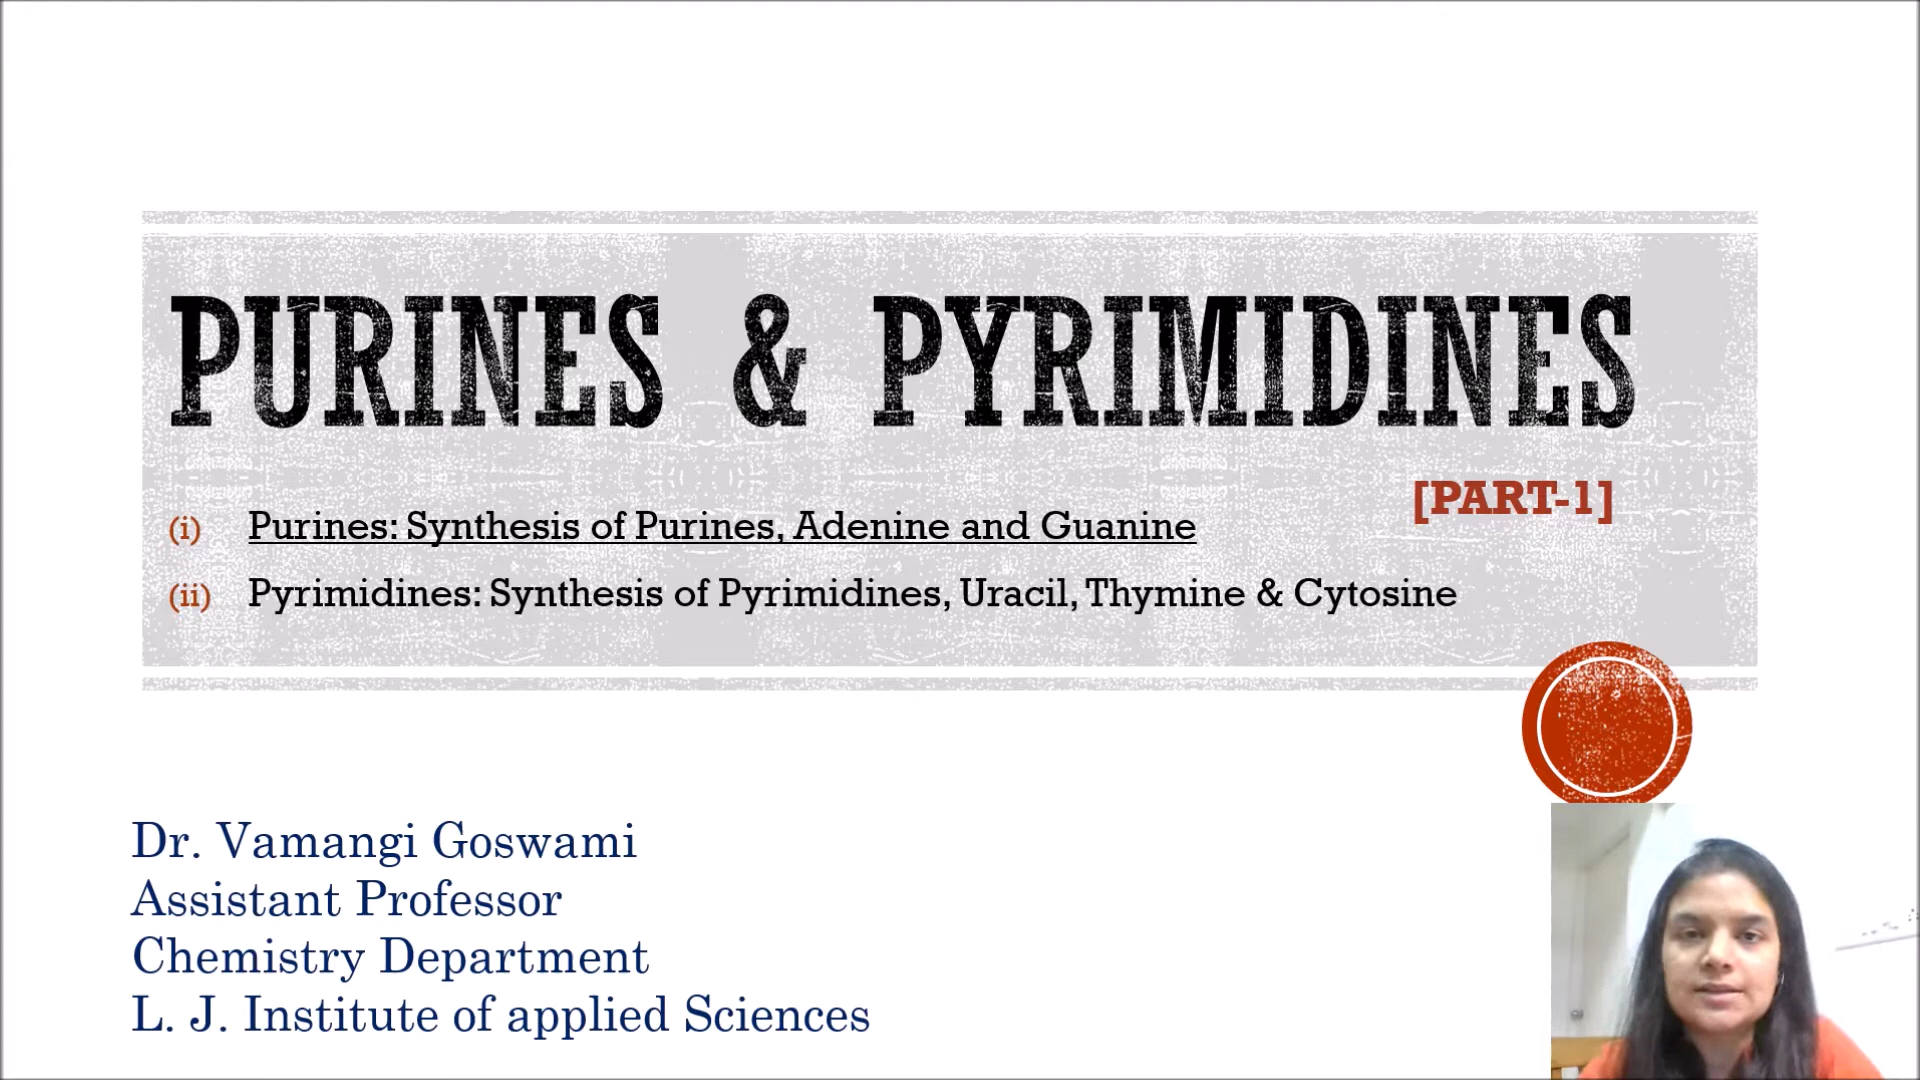 PURINES & PYRIMIDINES
[PART-1]
(i) Purines: Synthesis of Purines, Adenine and Guanine
(ii) Pyrimidines: Synthesis of Pyrimidines, Uracil, Thymine & Cytosine
Dr. Vamangi Goswami
Assistant Professor
Chemistry Department
L. J. Institute of applied Sciences